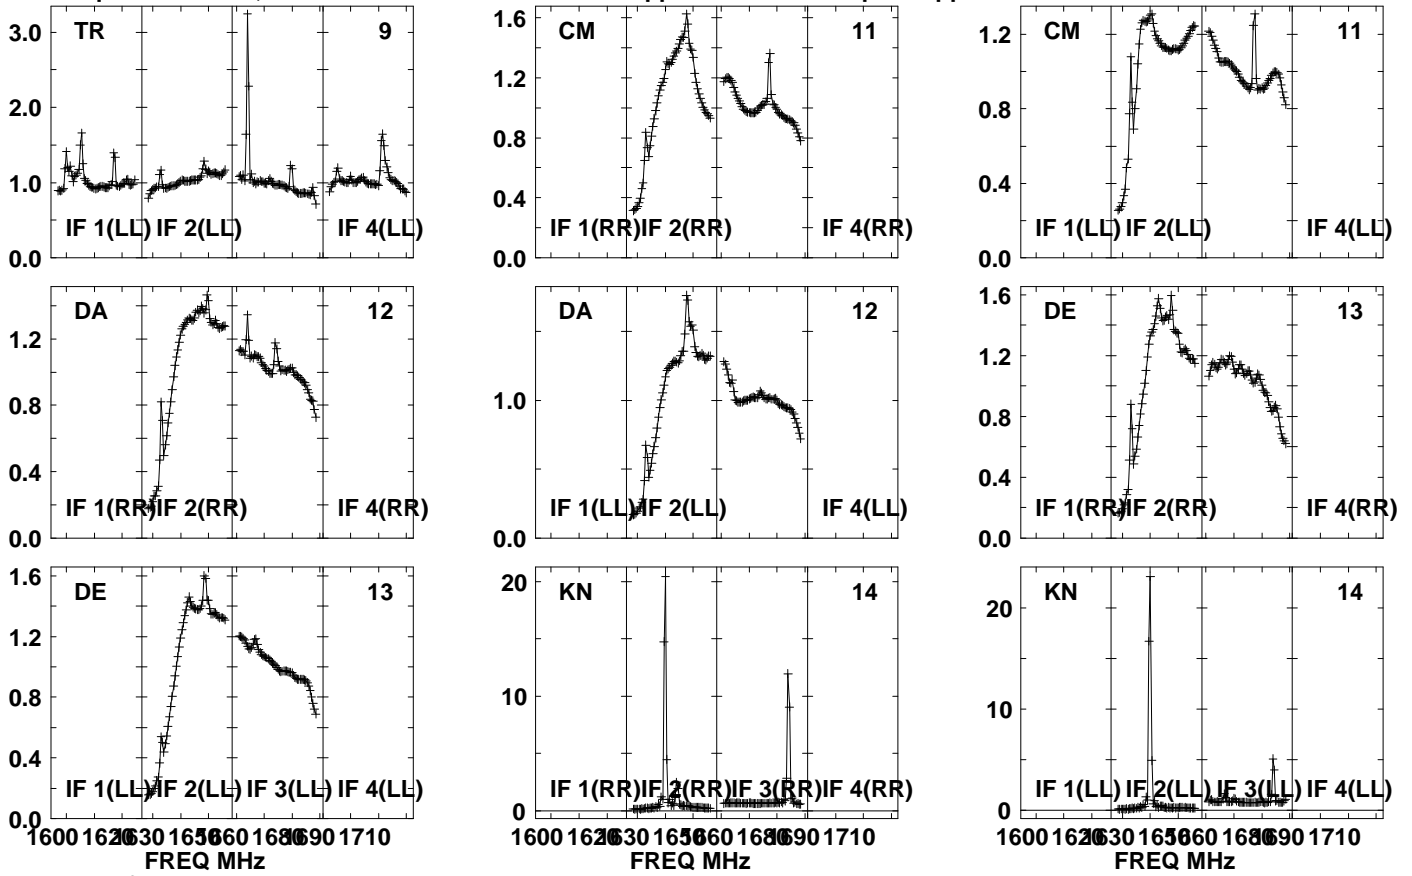 TR 9
3.0
2.0
1.0
0.0
IF 1(LL) IF 2(LL) IF 4(LL)
CM 11
1.6
1.2
0.8
0.4
0.0
IF 1(RR) IF 2(RR) IF 4(RR)
CM 11
1.2
0.8
0.4
0.0
IF 1(LL) IF 2(LL) IF 4(LL)
DA 12
1.2
0.8
0.4
0.0
IF 1(RR) IF 2(RR) IF 4(RR)
DA 12
1.0
0.0
IF 1(LL) IF 2(LL) IF 4(LL)
DE 13
1.6
1.2
0.8
0.4
0.0
IF 1(RR) IF 2(RR) IF 4(RR)
DE 13
1.6
1.2
0.8
0.4
0.0
IF 1(LL) IF 2(LL) IF 3(LL) IF 4(LL)
1600 1620 1630 1650 1660 1680 1690 1710
FREQ MHz
KN 14
20
10
0
IF 1(RR) IF 2(RR) IF 3(RR) IF 4(RR)
1600 1620 1630 1650 1660 1680 1690 1710
FREQ MHz
KN 14
20
10
0
IF 1(LL) IF 2(LL) IF 3(LL) IF 4(LL)
1600 1620 1630 1650 1660 1680 1690 1710
FREQ MHz